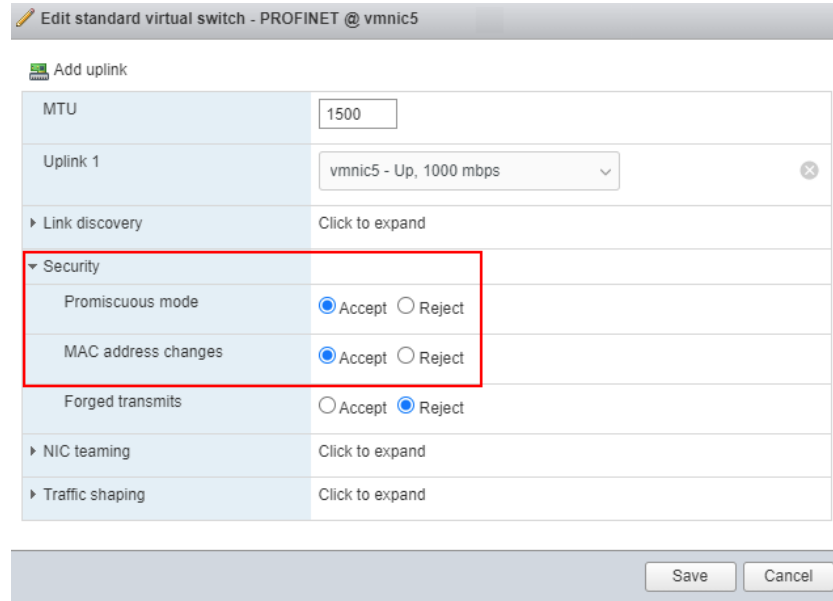 Edit standard virtual switch - PROFINET @ vmnic5
Add uplink
MTU 1500
Uplink 1 vmnic5 - Up, 1000 mbps
Link discovery Click to expand
Security
Promiscuous mode Accept Reject
MAC address changes Accept Reject
Forged transmits Accept Reject
NIC teaming Click to expand
Traffic shaping Click to expand
Save Cancel